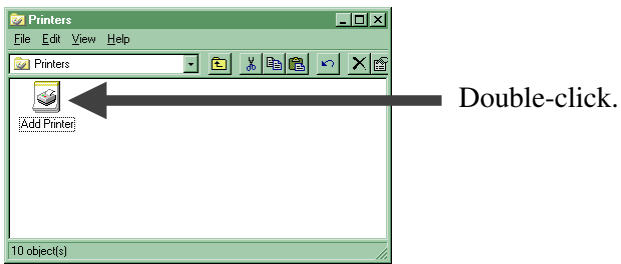 Printers
File Edit View Help
Printers
Add Printer
Double-click.
10 object(s)